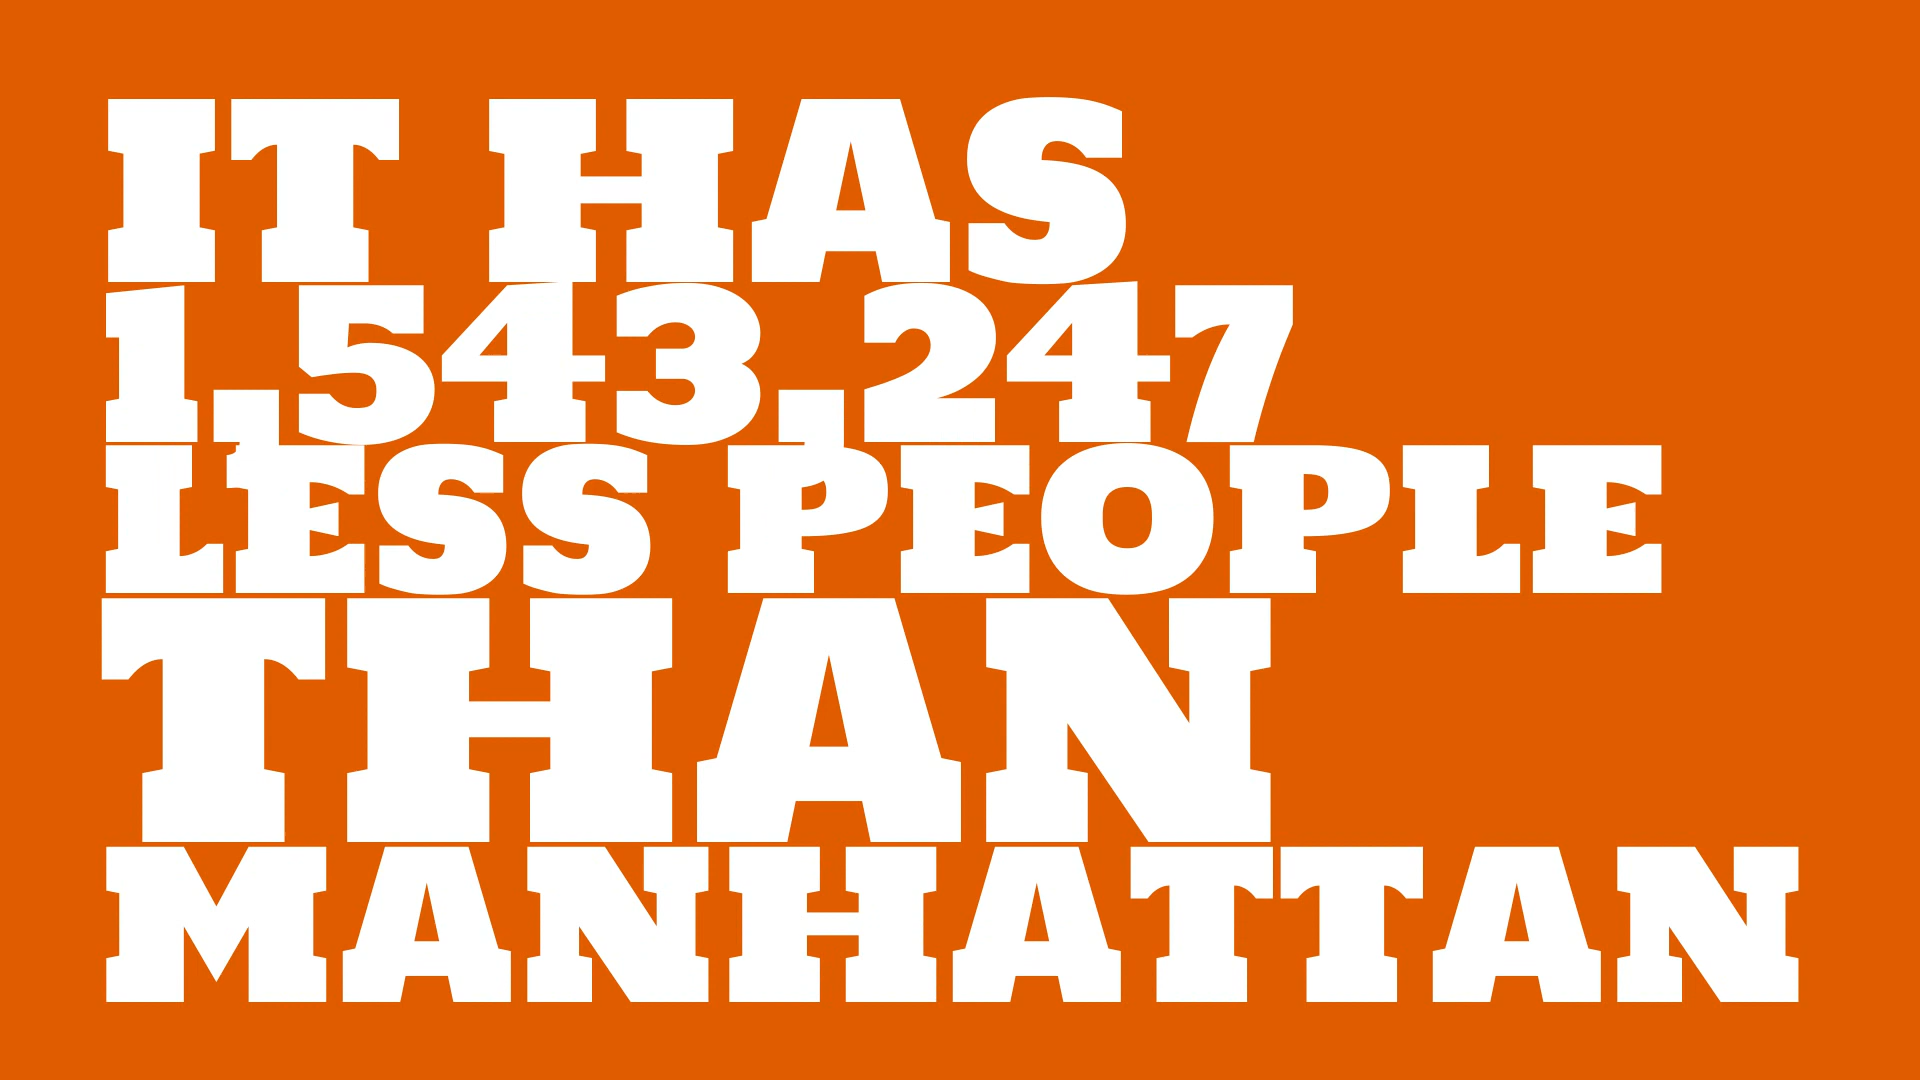 IT HAS
1,543,247
LESS PEOPLE
THAN
MANHATTAN